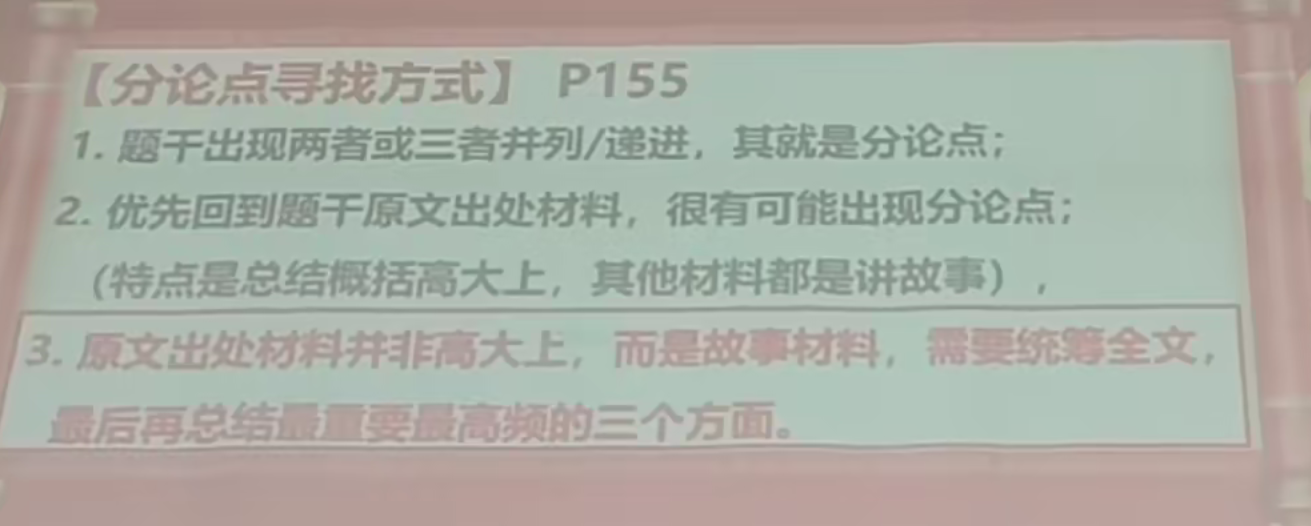 【分论点寻找方式】 P155
1. 题干出现两者或三者并列/递进，其就是分论点；
2. 优先回到题干原文出处材料，很有可能出现分论点；
（特点是总结概括高大上，其他材料都是讲故事），
3. 原文出处材料并非高大上，而是故事材料，需要统筹全文，
最后再总结最重要最高频的三个方面。